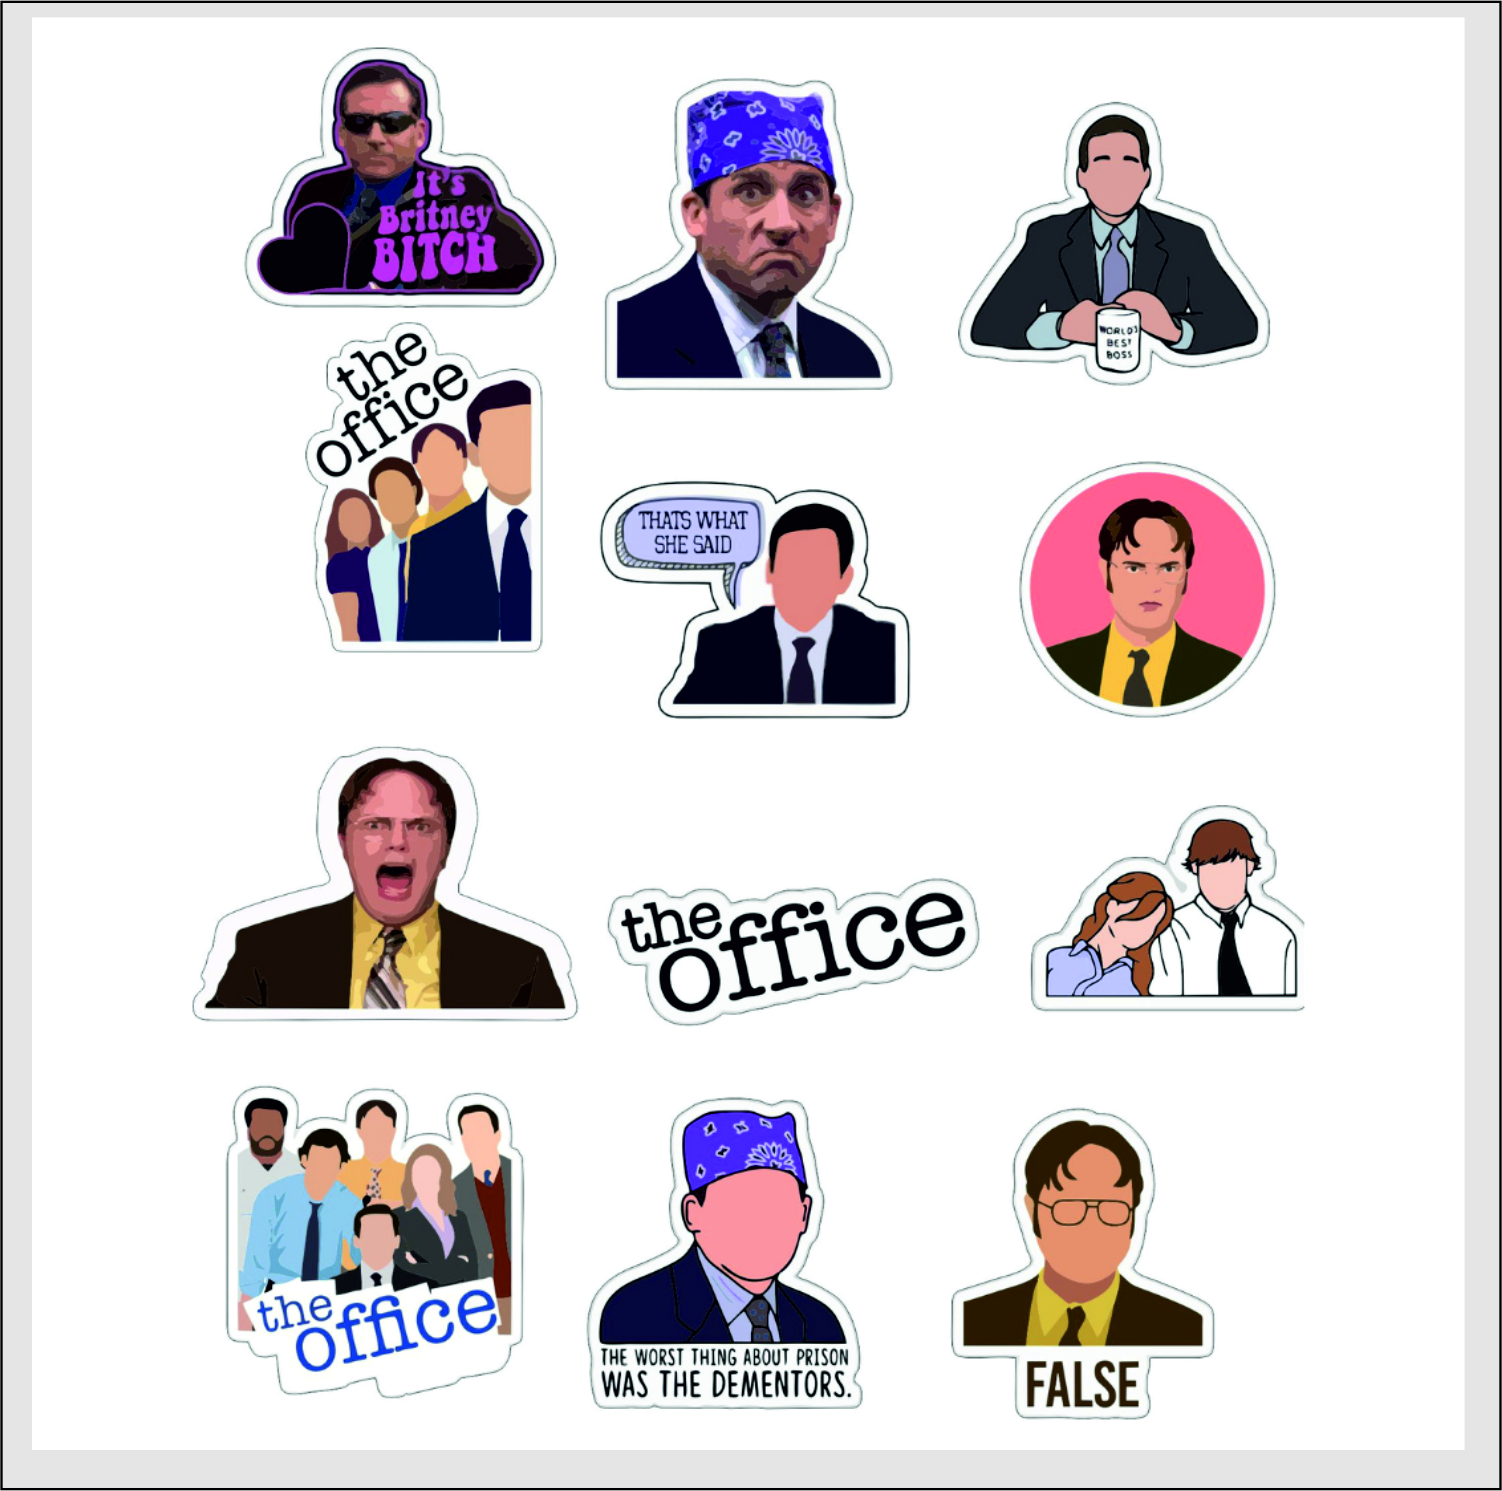 It's
Britney
BITCH
WORLD'S
BEST
BOSS
the
office
THATS WHAT
SHE SAID
the
office
the
office
THE WORST THING ABOUT PRISON
WAS THE DEMENTORS.
FALSE